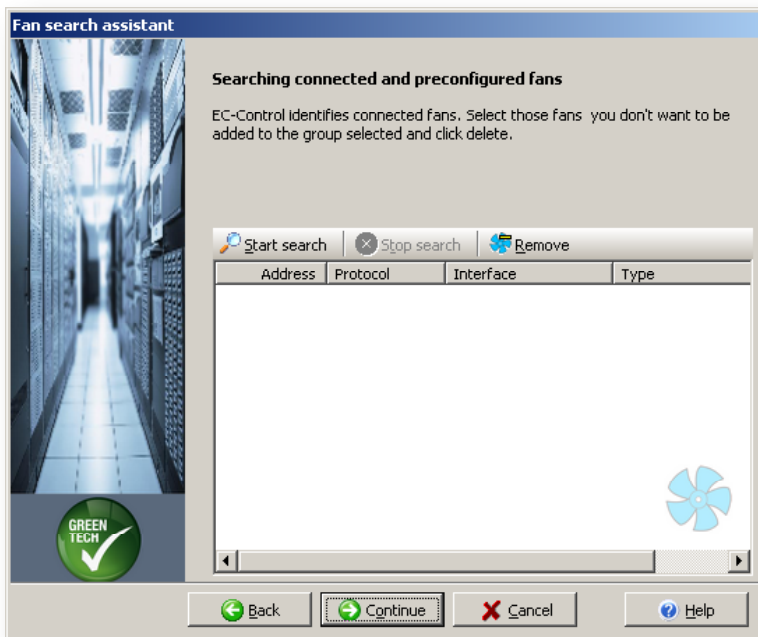 Fan search assistant
Searching connected and preconfigured fans
EC-Control identifies connected fans. Select those fans  you don't want to be
added to the group selected and click delete.
Start search Stop search Remove
Address Protocol Interface Type
GREEN
TECH
Back Continue Cancel Help